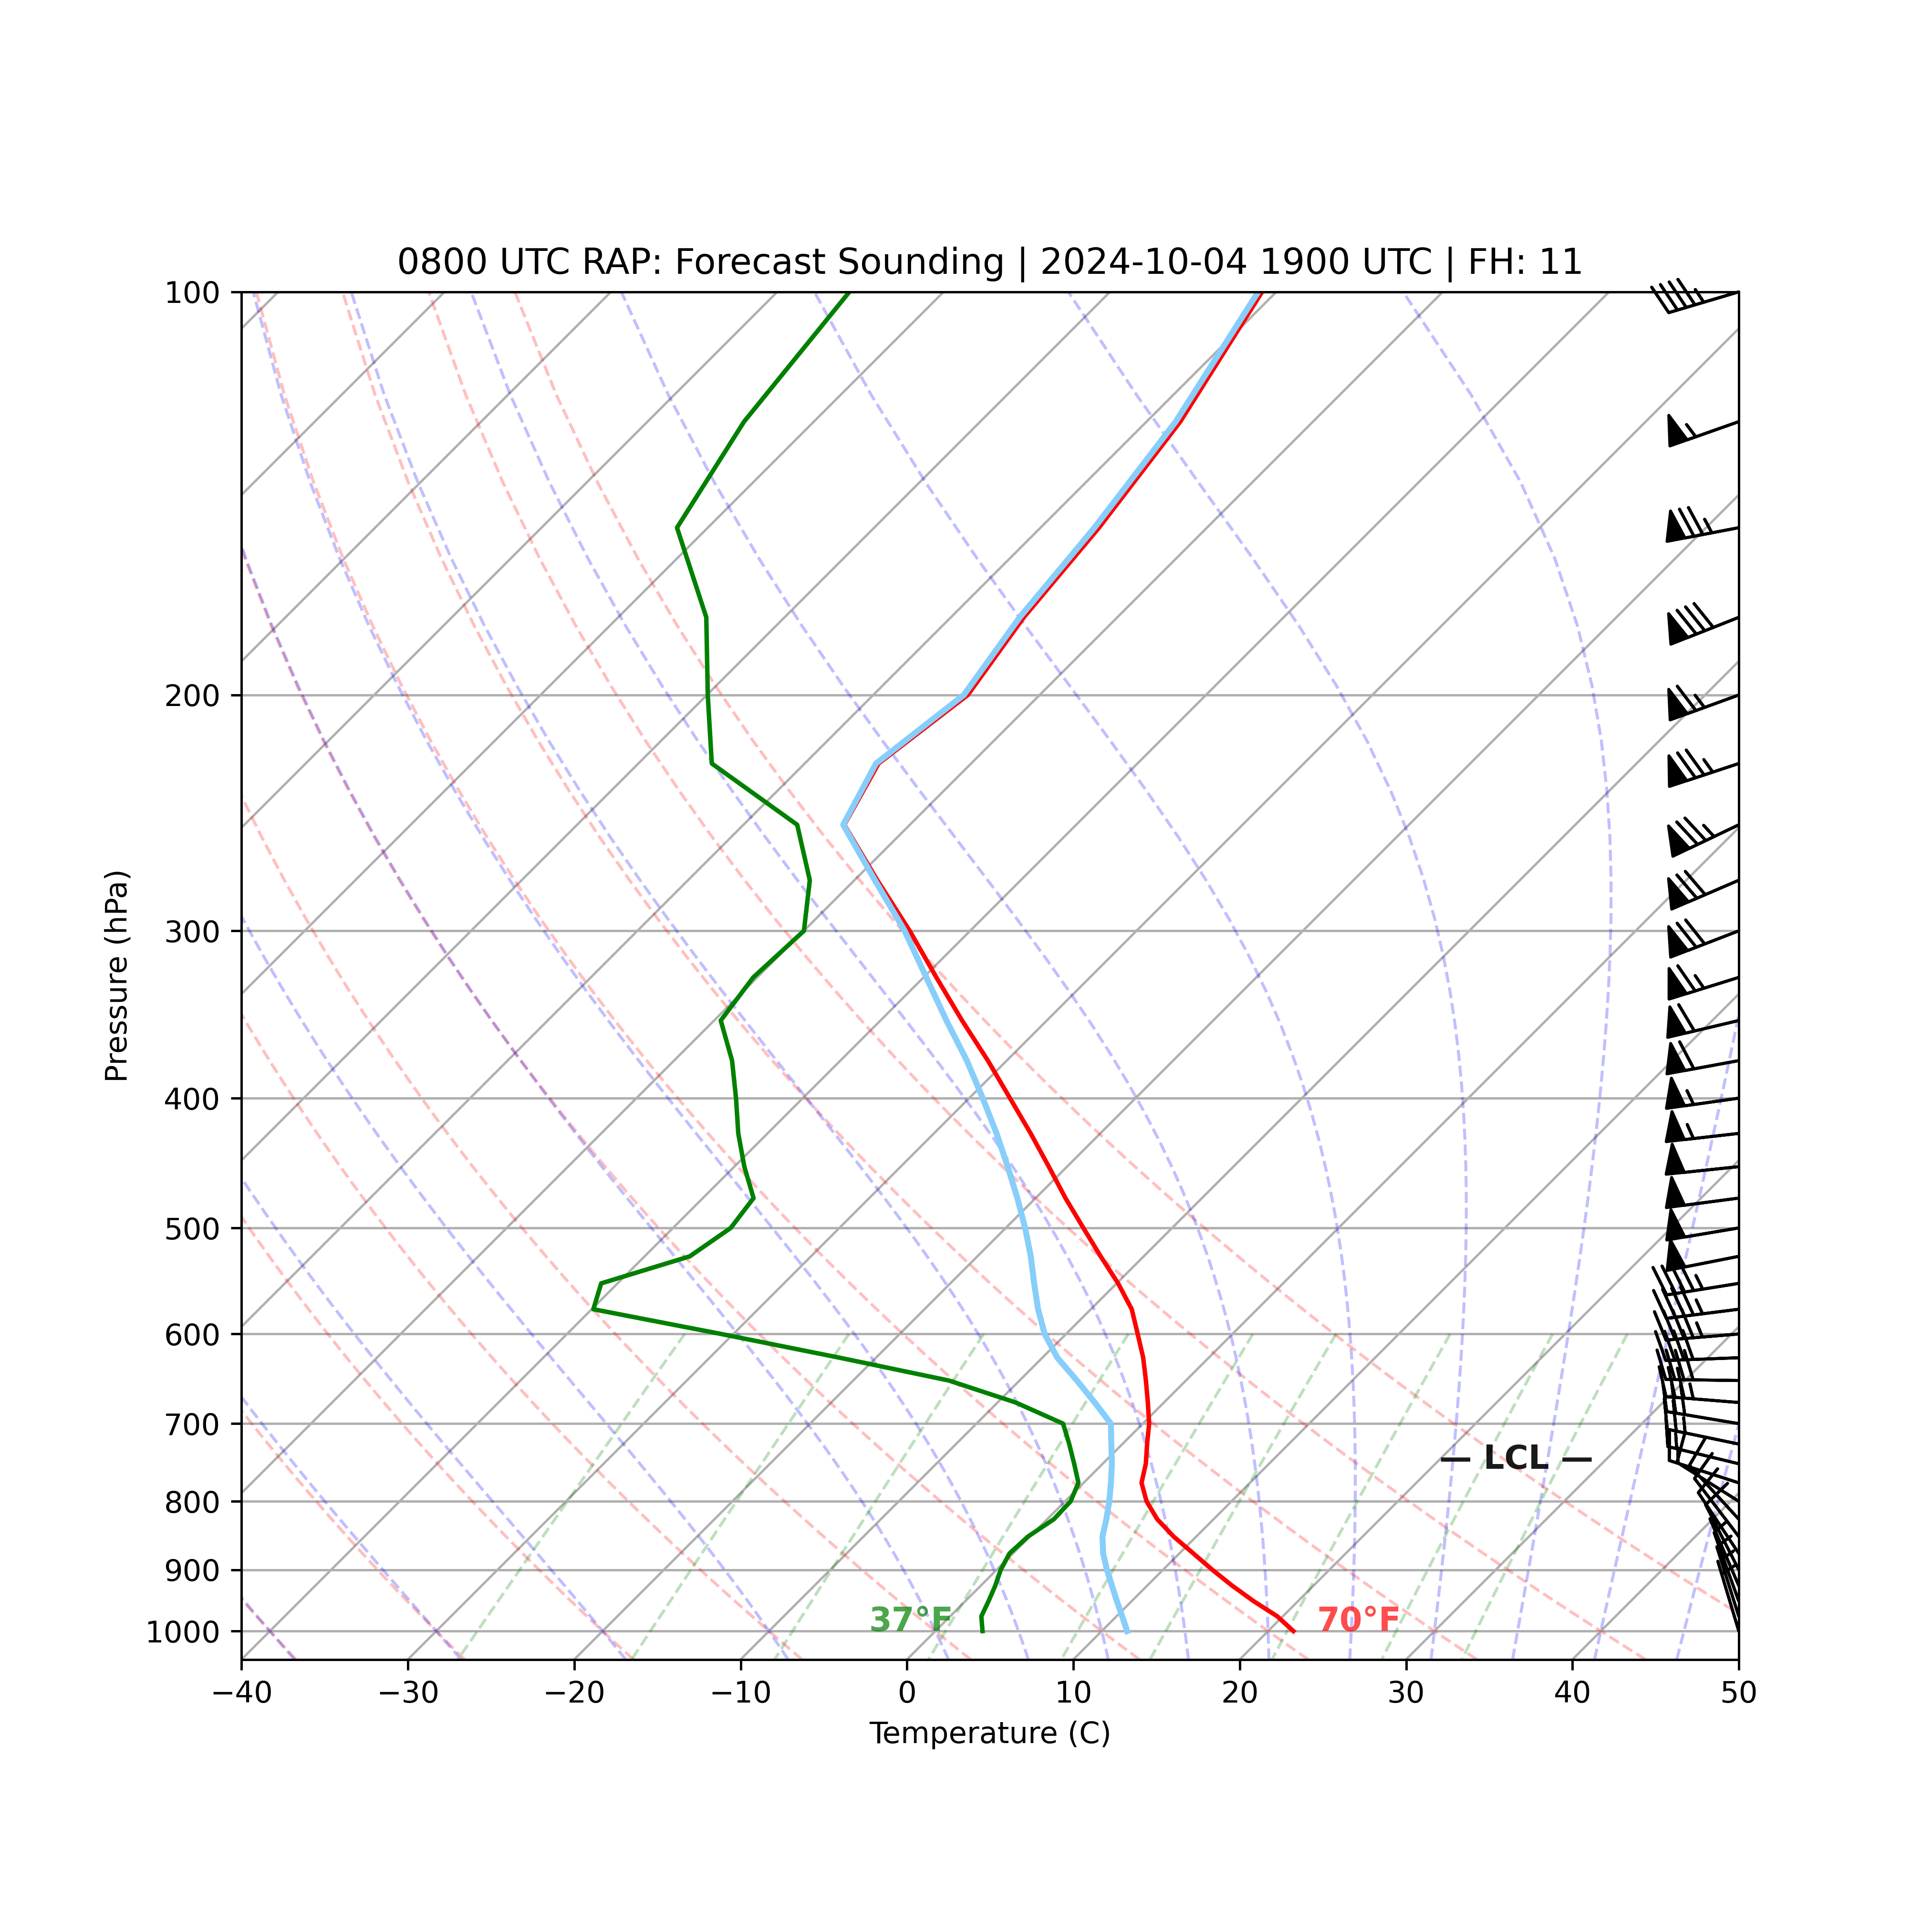 0800 UTC RAP: Forecast Sounding | 2024-10-04 1900 UTC | FH: 11
100
200
300
400
500
600
700
800
900
1000
Pressure (hPa)
— LCL —
37°F
70°F
−40 −30 −20 −10 0 10 20 30 40 50
Temperature (C)